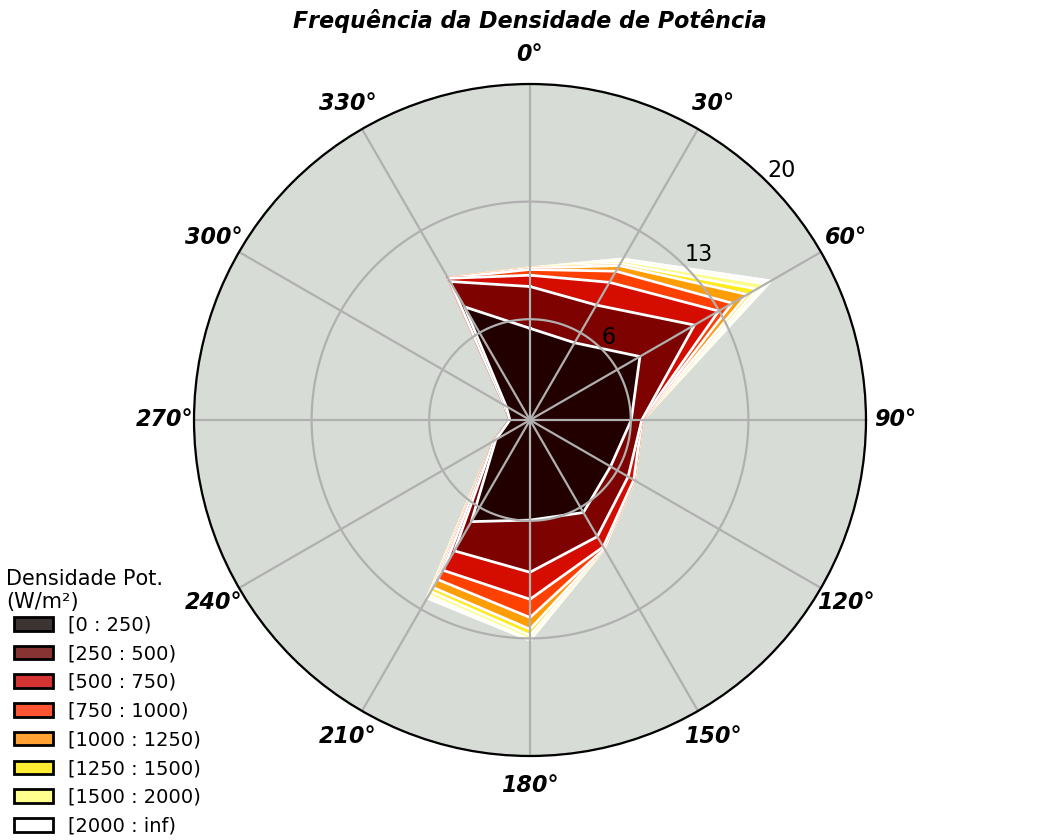 Frequência da Densidade de Potência
0°
330°
30°
20
300°
60°
13
6
270°
90°
240°
120°
210°
150°
180°
Densidade Pot.
(W/m²)
[0 : 250)
[250 : 500)
[500 : 750)
[750 : 1000)
[1000 : 1250)
[1250 : 1500)
[1500 : 2000)
[2000 : inf)